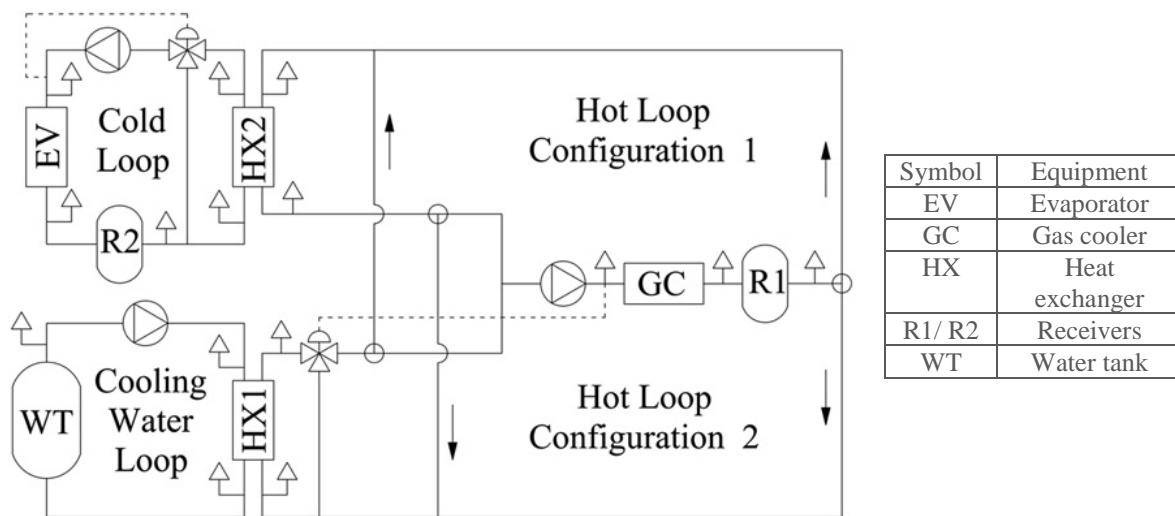 Cold
Loop
EV
R2
HX2
Hot Loop
Configuration 1
GC
R1
WT
Cooling
Water
Loop
HX1
Hot Loop
Configuration 2
Symbol Equipment
EV Evaporator
GC Gas cooler
HX Heat
exchanger
R1/ R2 Receivers
WT Water tank